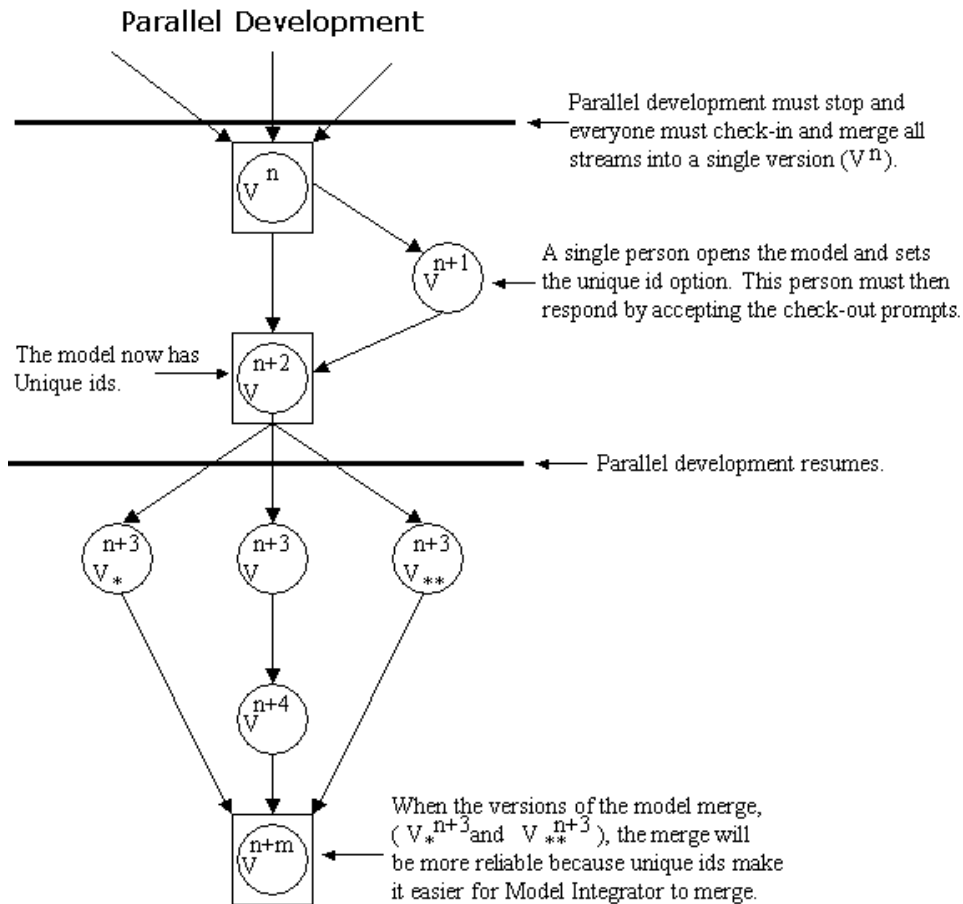 Parallel Development
Parallel development must stop and
everyone must check-in and merge all
streams into a single version (V n).
V n
V n+1
A single person opens the model and sets
the unique id option. This person must then
respond by accepting the check-out prompts.
The model now has
Unique ids.
V n+2
Parallel development resumes.
V* n+3
V n+3
V** n+3
V n+4
When the versions of the model merge,
( V* n+3 and V** n+3 ), the merge will
be more reliable because unique ids make
it easier for Model Integrator to merge.
V n+m